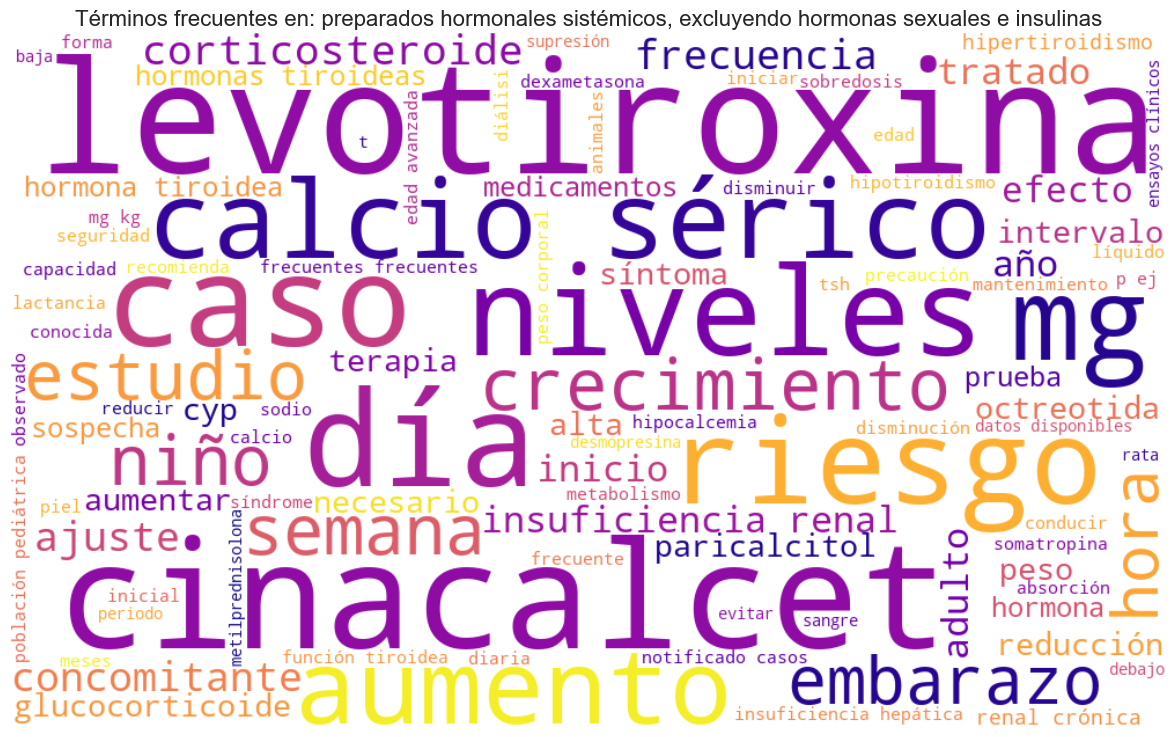 Términos frecuentes en: preparados hormonales sistémicos, excluyendo hormonas sexuales e insulinas
forma
baja
corticosteroide
supresión
frecuencia
hipertiroidismo
hormonas tiroideas
diálisi
dexametasona
animales
iniciar
sobredosis
tratado
ensayos clínicos
levotiroxina
t
edad avanzada
edad
hormona tiroidea
medicamentos
disminuir
hipotiroidismo
efecto
mg kg
calcio sérico
seguridad
peso corporal
intervalo
líquido
capacidad
recomienda
frecuentes frecuentes
síntoma
tsh
precaución
año
mantenimiento
p ej
lactancia
caso
niveles
mg
conocida
observado
estudio
terapia
crecimiento
prueba
reducir
cyp
sodio
octreotida
sospecha
calcio
día
alta
hipocalcemia
disminución
datos disponibles
desmopresina
niño
riesgo
rata
inicio
hora
aumentar
síndrome
necesario
metabolismo
piel
población pediátrica
metilprednisolona
semana
insuficiencia renal
conducir
ajuste
paricalcitol
adulto
somatropina
frecuente
peso
absorción
cinacalcet
inicial
periodo
evitar
sangre
hormona
reducción
meses
función tiroidea
diaria
notificado casos
debajo
concomitante
aumento
embarazo
glucocorticoide
insuficiencia hepática
renal crónica